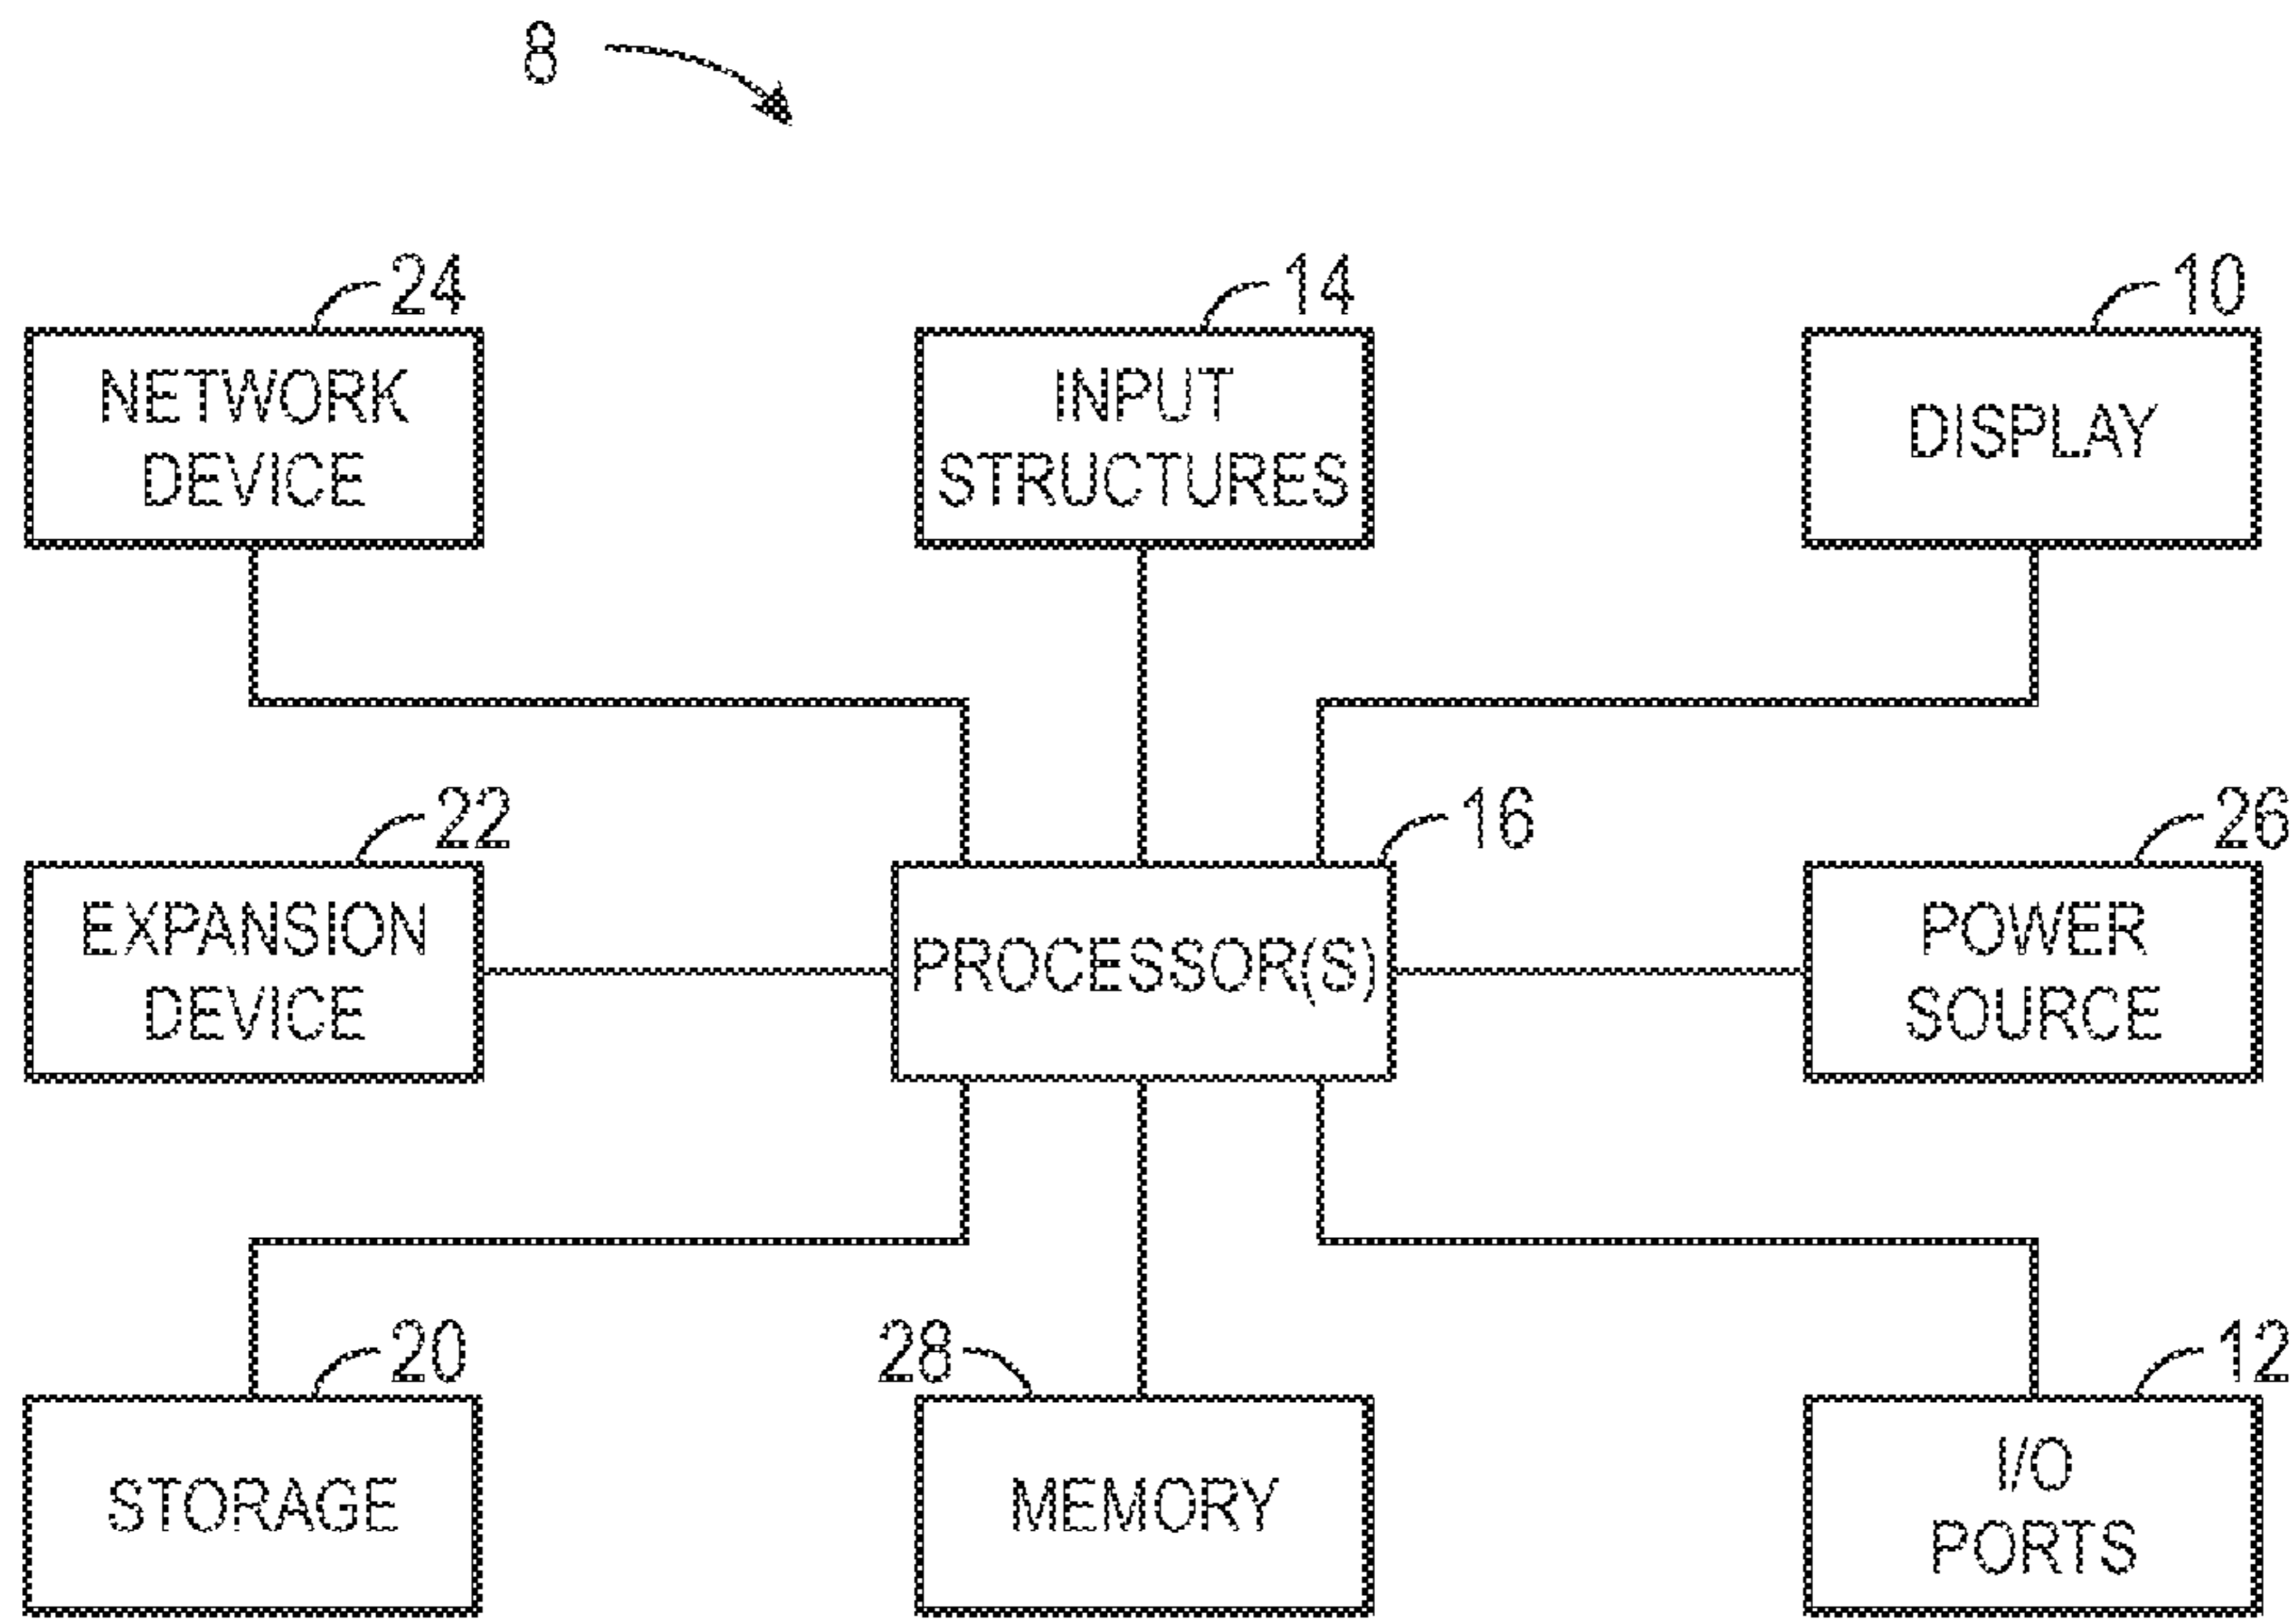 8
24
14
10
NETWORK
DEVICE
INPUT
STRUCTURES
DISPLAY
22
16
26
EXPANSION
DEVICE
PROCESSOR(S)
POWER
SOURCE
20
28
12
STORAGE
MEMORY
I/O
PORTS